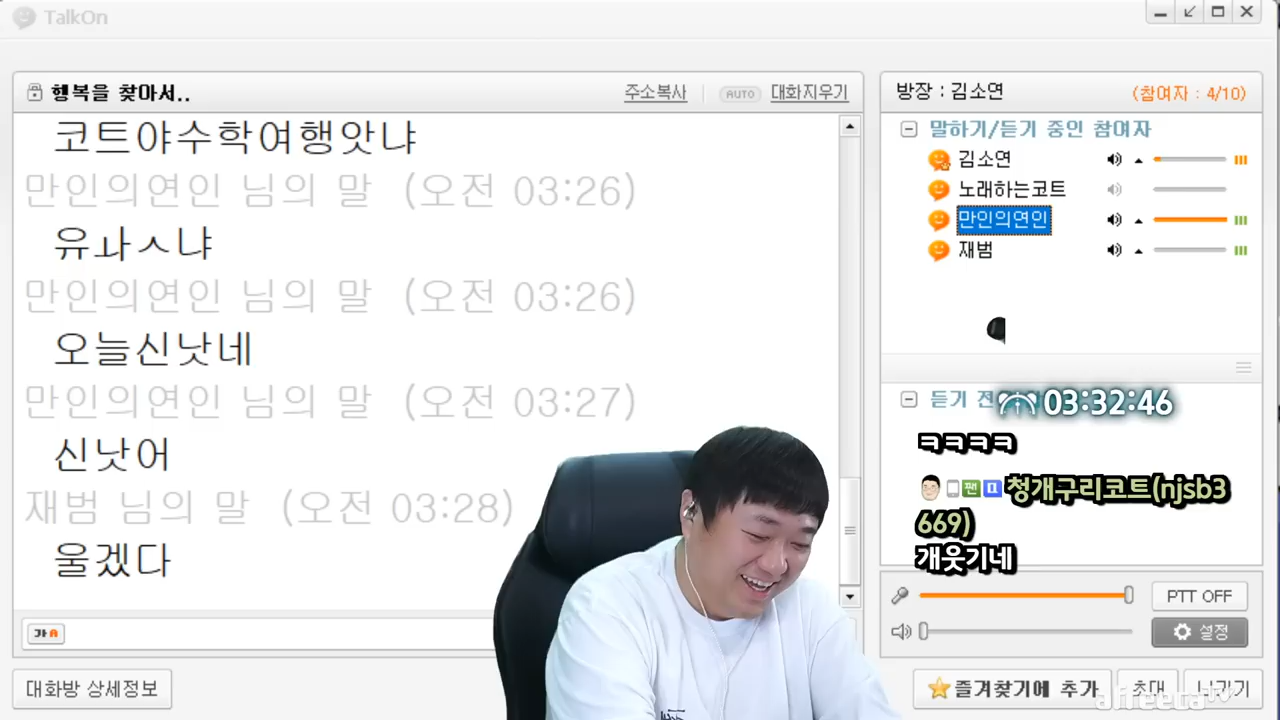 TalkOn
행복을 찾아서..
주소복사
AUTO
대화지우기
코트야수학여행앗냐
만인의연인 님의 말 (오전 03:26)
유ㅘㅅ냐
만인의연인 님의 말 (오전 03:26)
오늘신낫네
만인의연인 님의 말 (오전 03:27)
신낫어
재범 님의 말 (오전 03:28)
울겠다
가A
대화방 상세정보
방장 : 김소연
(참여자 : 4/10)
말하기/듣기 중인 참여자
김소연
노래하는코트
만인의연인
재범
듣기 전
03:32:46
ㅋㅋㅋㅋ
팬
청개구리코트(njsb3
669)
개웃기네
PTT OFF
설정
즐겨찾기에 추가
초대
나가기
afreecaTV